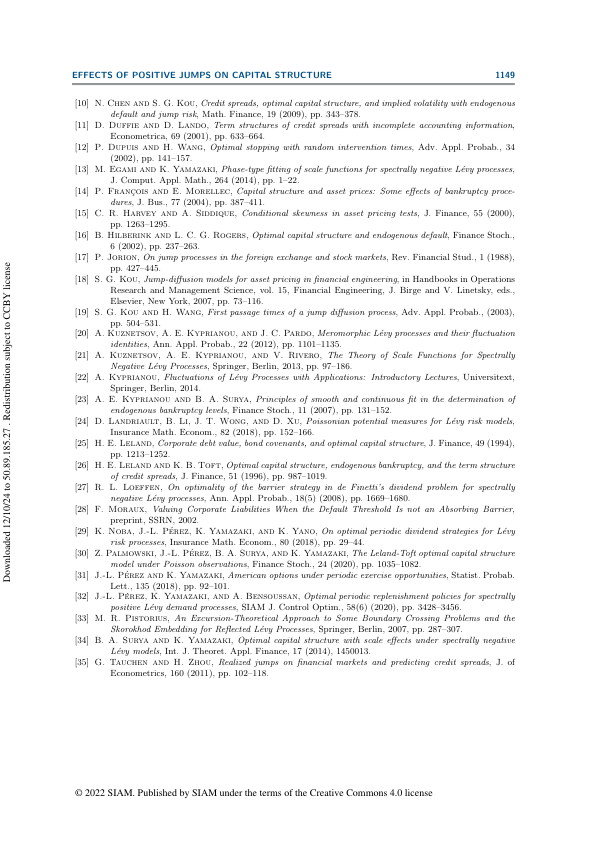 EFFECTS OF POSITIVE JUMPS ON CAPITAL STRUCTURE 1149
[10] N. CHEN AND S. G. KOU, Credit spreads, optimal capital structure, and implied volatility with endogenous
default and jump risk, Math. Finance, 19 (2009), pp. 343–378.
[11] D. DUFFIE AND D. LANDO, Term structures of credit spreads with incomplete accounting information,
Econometrica, 69 (2001), pp. 633–664.
[12] P. DUPUIS AND H. WANG, Optimal stopping with random intervention times, Adv. Appl. Probab., 34
(2002), pp. 141–157.
[13] M. EGAMI AND K. YAMAZAKI, Phase-type fitting of scale functions for spectrally negative Lévy processes,
J. Comput. Appl. Math., 264 (2014), pp. 1–22.
[14] P. FRANÇOIS AND E. MORELLEC, Capital structure and asset prices: Some effects of bankruptcy proce-
dures, J. Bus., 77 (2004), pp. 387–411.
[15] C. R. HARVEY AND A. SIDDIQUE, Conditional skewness in asset pricing tests, J. Finance, 55 (2000),
pp. 1263–1295.
[16] B. HILBERINK AND L. C. G. ROGERS, Optimal capital structure and endogenous default, Finance Stoch.,
6 (2002), pp. 237–263.
[17] P. JORION, On jump processes in the foreign exchange and stock markets, Rev. Financial Stud., 1 (1988),
pp. 427–445.
[18] S. G. KOU, Jump-diffusion models for asset pricing in financial engineering, in Handbooks in Operations
Research and Management Science, vol. 15, Financial Engineering, J. Birge and V. Linetsky, eds.,
Elsevier, New York, 2007, pp. 73–116.
[19] S. G. KOU AND H. WANG, First passage times of a jump diffusion process, Adv. Appl. Probab., (2003),
pp. 504–531.
[20] A. KUZNETSOV, A. E. KYPRIANOU, AND J. C. PARDO, Meromorphic Lévy processes and their fluctuation
identities, Ann. Appl. Probab., 22 (2012), pp. 1101–1135.
[21] A. KUZNETSOV, A. E. KYPRIANOU, AND V. RIVERO, The Theory of Scale Functions for Spectrally
Negative Lévy Processes, Springer, Berlin, 2013, pp. 97–186.
[22] A. KYPRIANOU, Fluctuations of Lévy Processes with Applications: Introductory Lectures, Universitext,
Springer, Berlin, 2014.
[23] A. E. KYPRIANOU AND B. A. SURYA, Principles of smooth and continuous fit in the determination of
endogenous bankruptcy levels, Finance Stoch., 11 (2007), pp. 131–152.
[24] D. LANDRIAULT, B. LI, J. T. WONG, AND D. XU, Poissonian potential measures for Lévy risk models,
Insurance Math. Econom., 82 (2018), pp. 152–166.
[25] H. E. LELAND, Corporate debt value, bond covenants, and optimal capital structure, J. Finance, 49 (1994),
pp. 1213–1252.
[26] H. E. LELAND AND K. B. TOFT, Optimal capital structure, endogenous bankruptcy, and the term structure
of credit spreads, J. Finance, 51 (1996), pp. 987–1019.
[27] R. L. LOEFFEN, On optimality of the barrier strategy in de Finetti's dividend problem for spectrally
negative Lévy processes, Ann. Appl. Probab., 18(5) (2008), pp. 1669–1680.
[28] F. MORAUX, Valuing Corporate Liabilities When the Default Threshold Is not an Absorbing Barrier,
preprint, SSRN, 2002.
[29] K. NOBA, J.-L. PÉREZ, K. YAMAZAKI, AND K. YANO, On optimal periodic dividend strategies for Lévy
risk processes, Insurance Math. Econom., 80 (2018), pp. 29–44.
[30] Z. PALMOWSKI, J.-L. PÉREZ, B. A. SURYA, AND K. YAMAZAKI, The Leland-Toft optimal capital structure
model under Poisson observations, Finance Stoch., 24 (2020), pp. 1035–1082.
[31] J.-L. PÉREZ AND K. YAMAZAKI, American options under periodic exercise opportunities, Statist. Probab.
Lett., 135 (2018), pp. 92–101.
[32] J.-L. PÉREZ, K. YAMAZAKI, AND A. BENSOUSSAN, Optimal periodic replenishment policies for spectrally
positive Lévy demand processes, SIAM J. Control Optim., 58(6) (2020), pp. 3428–3456.
[33] M. R. PISTORIUS, An Excursion-Theoretical Approach to Some Boundary Crossing Problems and the
Skorokhod Embedding for Reflected Lévy Processes, Springer, Berlin, 2007, pp. 287–307.
[34] B. A. SURYA AND K. YAMAZAKI, Optimal capital structure with scale effects under spectrally negative
Lévy models, Int. J. Theoret. Appl. Finance, 17 (2014), 1450013.
[35] G. TAUCHEN AND H. ZHOU, Realized jumps on financial markets and predicting credit spreads, J. of
Econometrics, 160 (2011), pp. 102–118.
© 2022 SIAM. Published by SIAM under the terms of the Creative Commons 4.0 license
Downloaded 12/10/24 to 50.89.185.27 . Redistribution subject to CCBY license